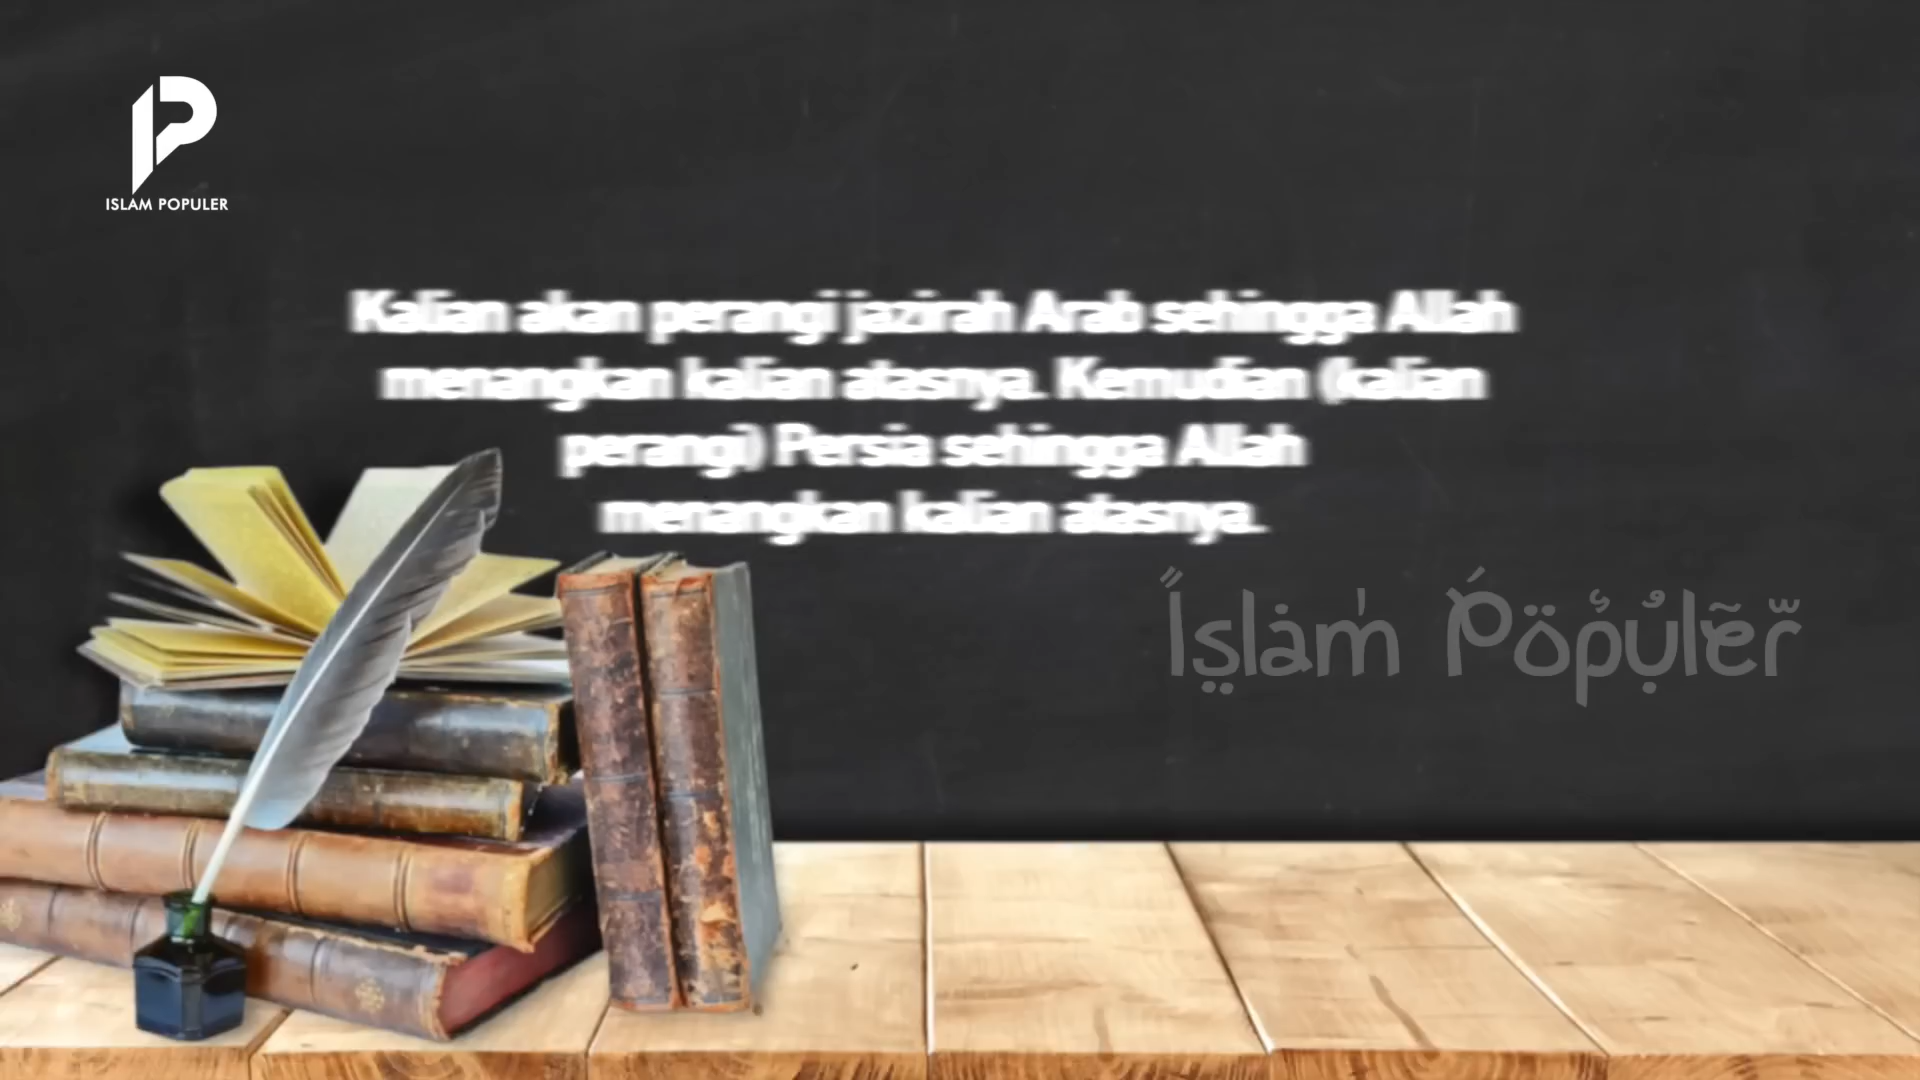 ISLAM POPULER
Kalian akan perangi jazirah Arab sehingga Allah
menangkan kalian atasnya. Kemudian (kalian
perangi) Persia sehingga Allah
menangkan kalian atasnya.
Islam Populer